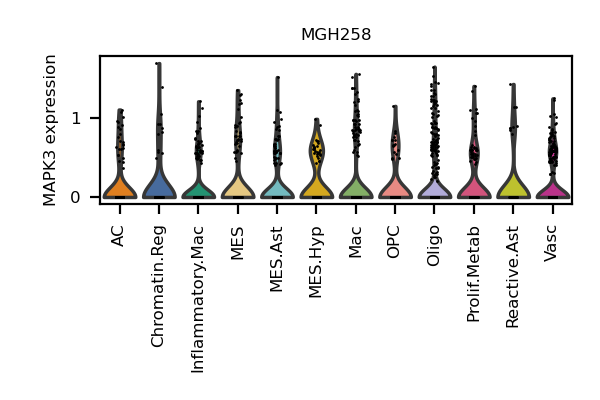 MGH258
MAPK3 expression
1
0
AC
Chromatin.Reg
Inflammatory.Mac
MES
MES.Ast
MES.Hyp
Mac
OPC
Oligo
Prolif.Metab
Reactive.Ast
Vasc